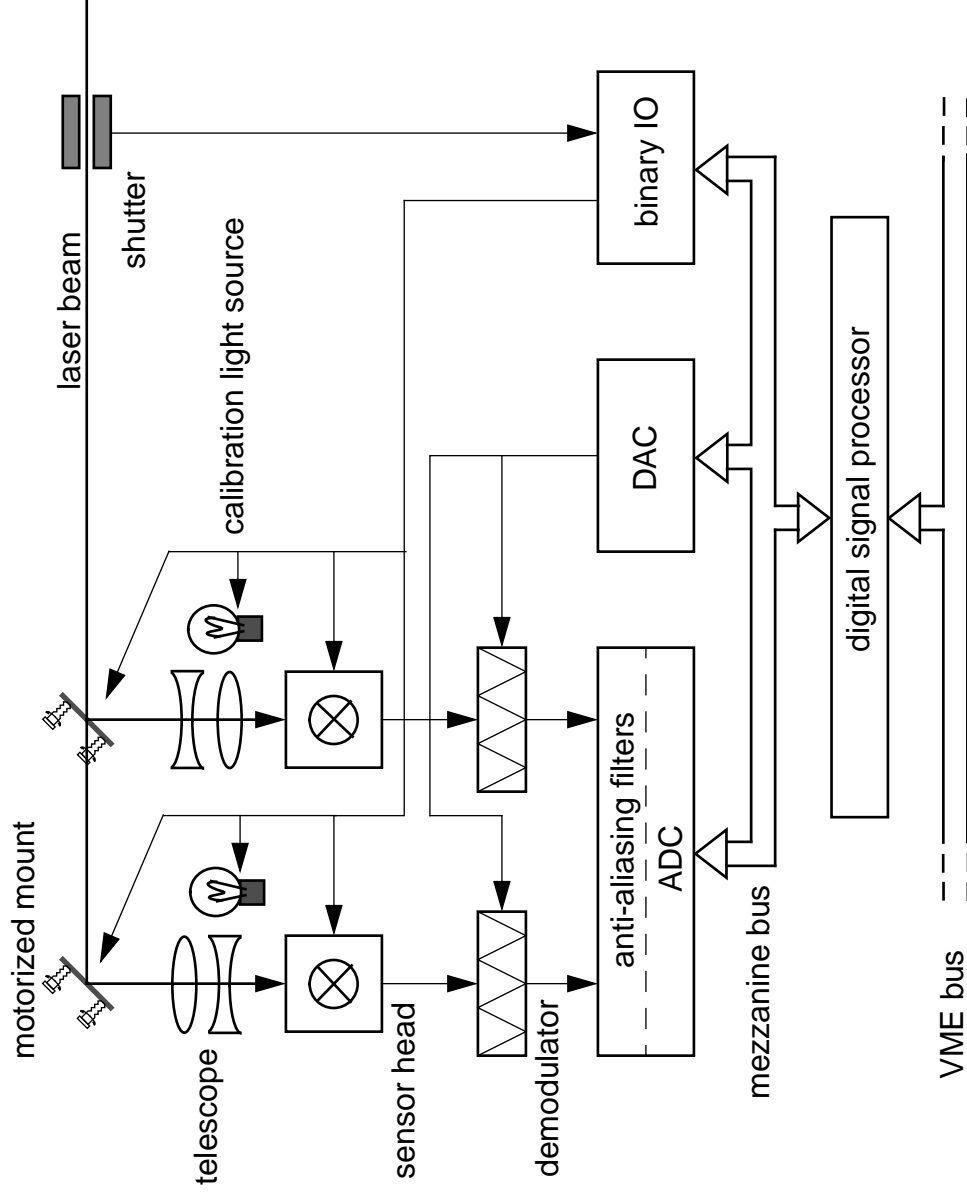 laser beam
shutter
calibration light source
motorized mount
telescope
sensor head
demodulator
binary IO
DAC
anti-aliasing filters
ADC
mezzanine bus
digital signal processor
VME bus